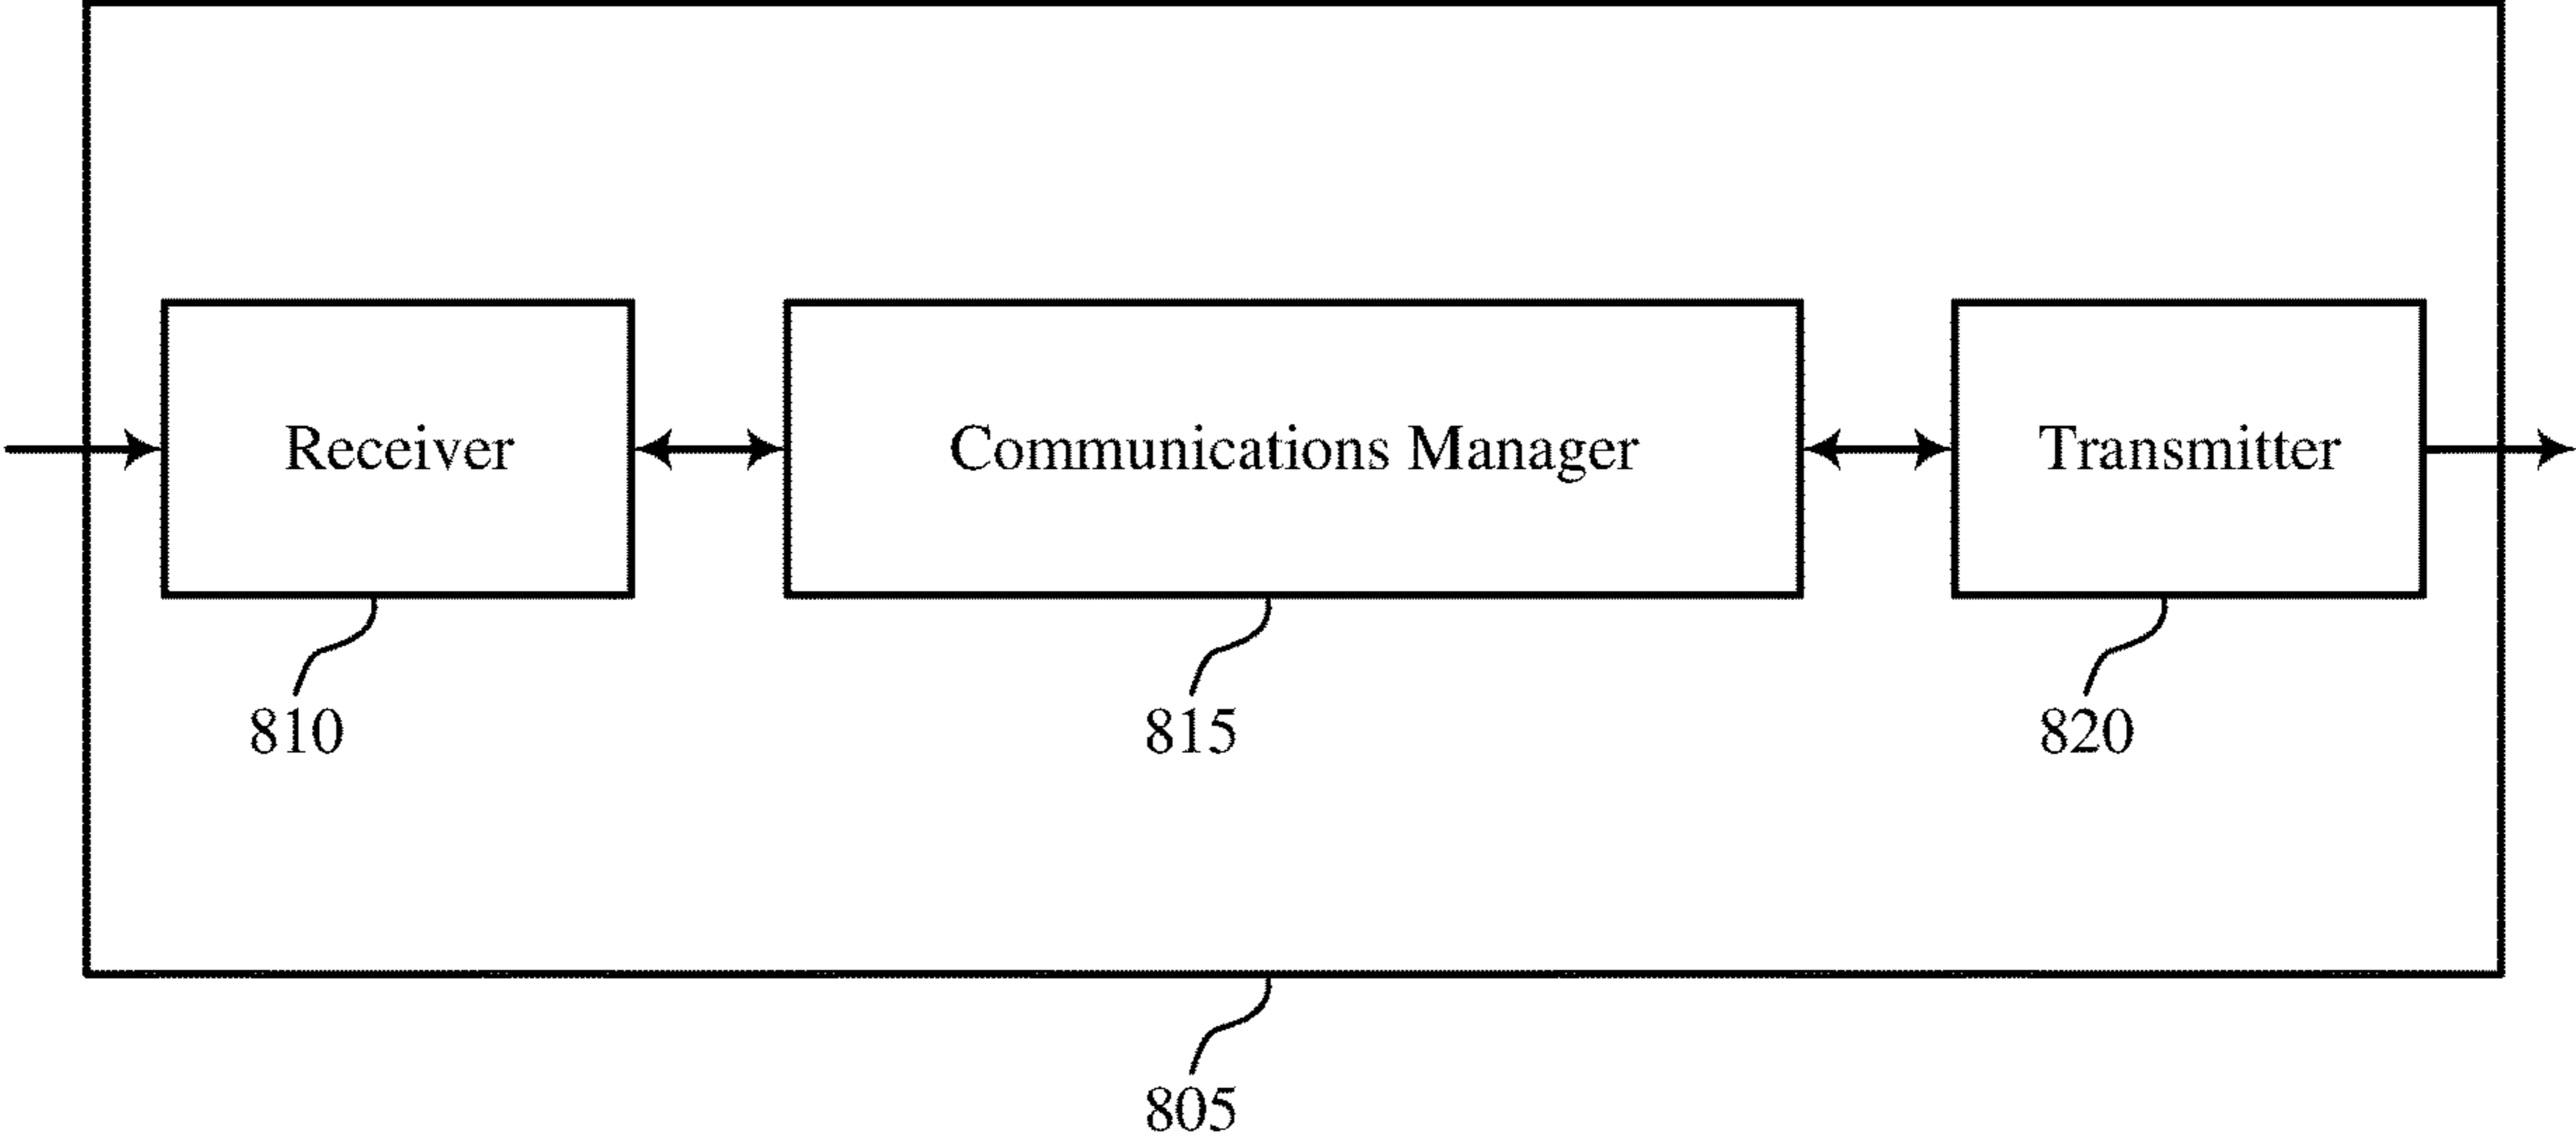 Receiver
Communications Manager
Transmitter
810
815
820
805